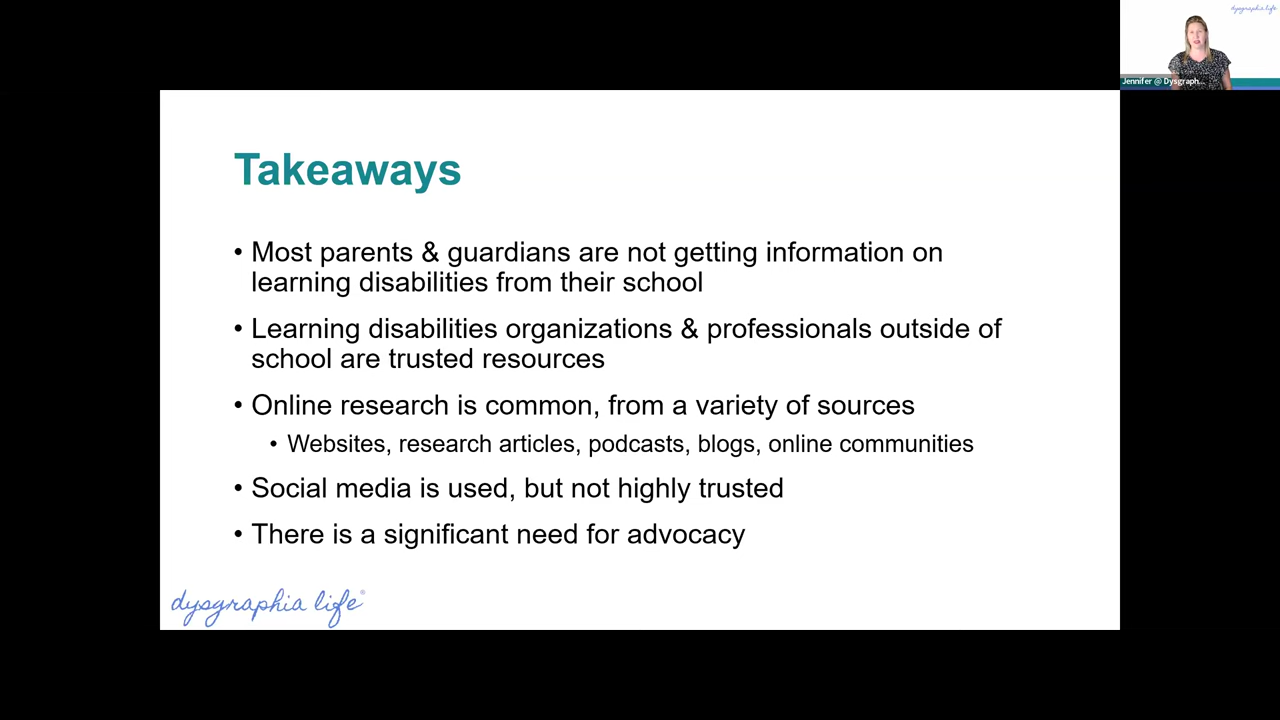 dysgraphia life
Jennifer @ Dysgraph...
Takeaways
• Most parents & guardians are not getting information on
learning disabilities from their school
• Learning disabilities organizations & professionals outside of
school are trusted resources
• Online research is common, from a variety of sources
• Websites, research articles, podcasts, blogs, online communities
• Social media is used, but not highly trusted
• There is a significant need for advocacy
dysgraphia life®